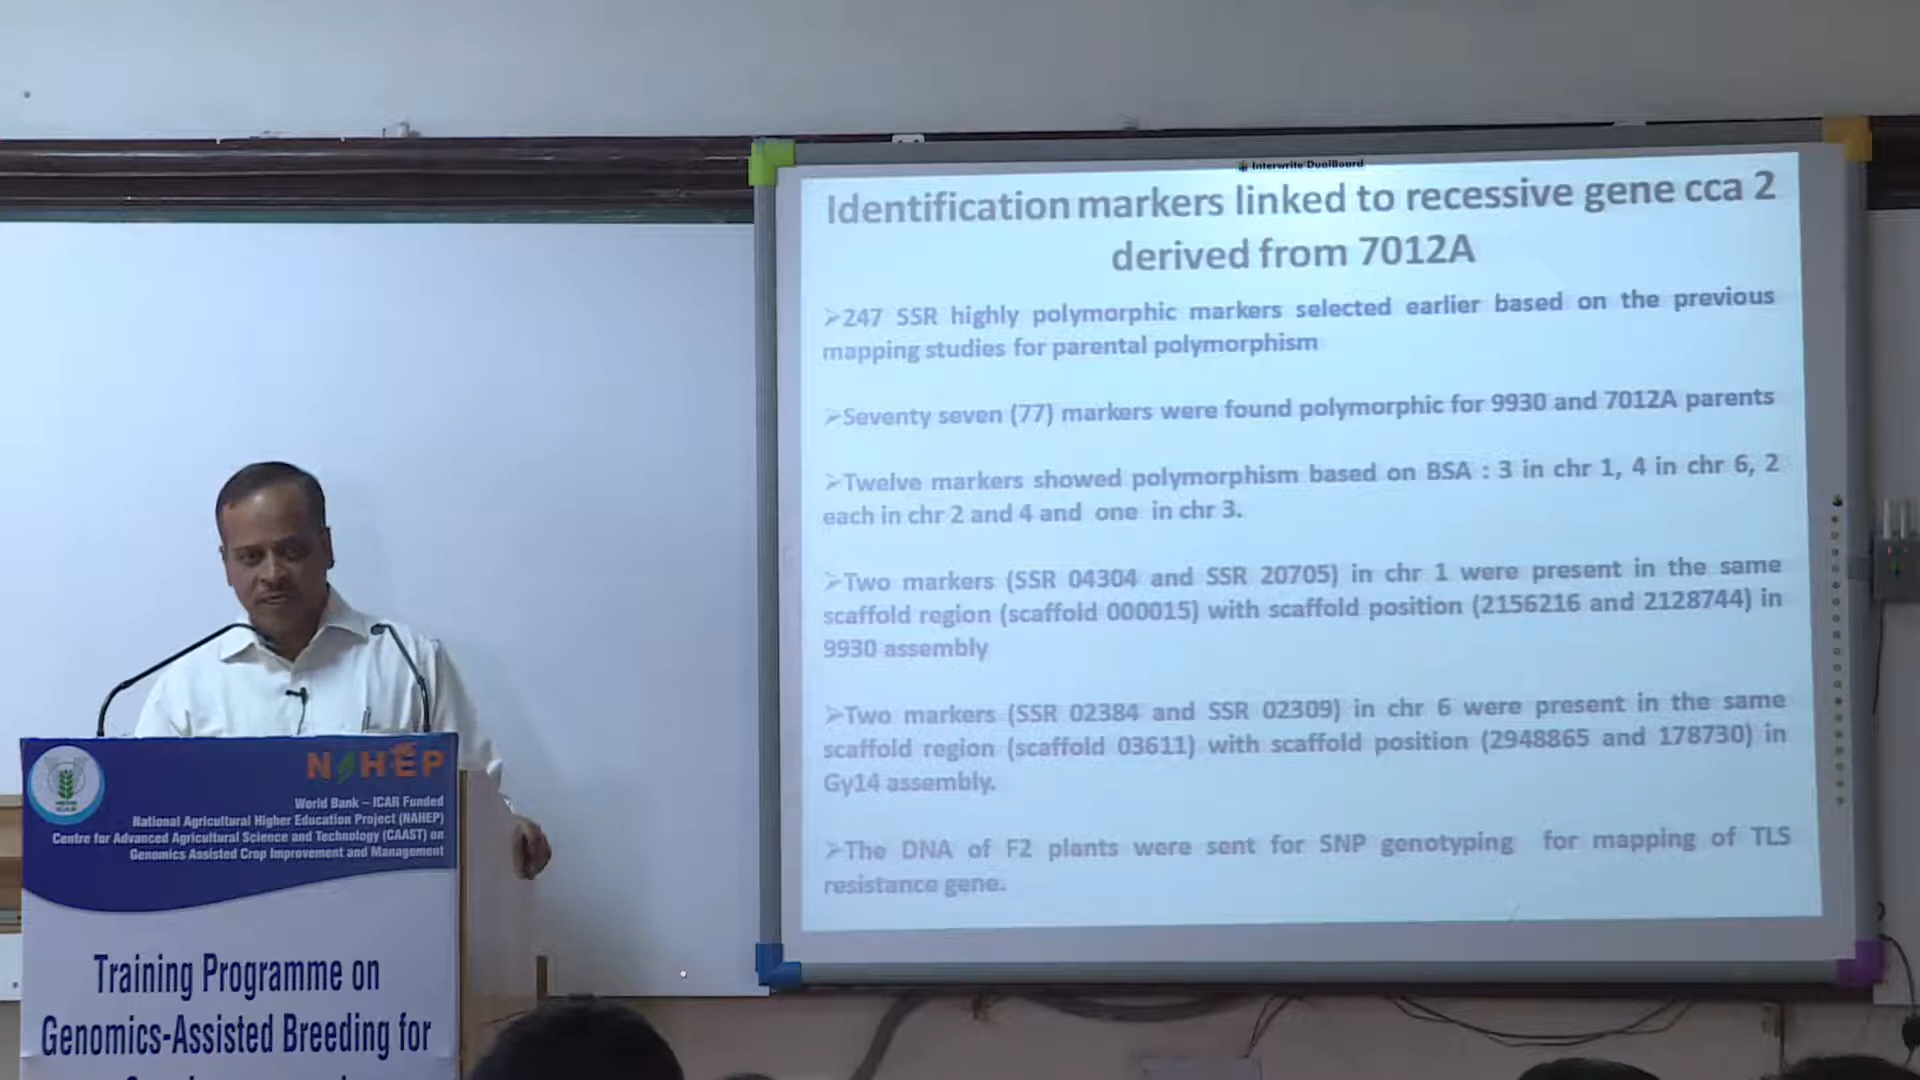 Interwrite DualBoard
Identification markers linked to recessive gene cca 2
derived from 7012A
➢247 SSR highly polymorphic markers selected earlier based on the previous
mapping studies for parental polymorphism
➢Seventy seven (77) markers were found polymorphic for 9930 and 7012A parents
➢Twelve markers showed polymorphism based on BSA : 3 in chr 1, 4 in chr 6, 2
each in chr 2 and 4 and one in chr 3.
➢Two markers (SSR 04304 and SSR 20705) in chr 1 were present in the same
scaffold region (scaffold 000015) with scaffold position (2156216 and 2128744) in
9930 assembly
➢Two markers (SSR 02384 and SSR 02309) in chr 6 were present in the same
scaffold region (scaffold 03611) with scaffold position (2948865 and 178730) in
Gy14 assembly.
➢The DNA of F2 plants were sent for SNP genotyping for mapping of TLS
resistance gene.
ICAR
NAHEP
World Bank – ICAR Funded
National Agricultural Higher Education Project (NAHEP)
Centre for Advanced Agricultural Science and Technology (CAAST) on
Genomics Assisted Crop Improvement and Management
Training Programme on
Genomics-Assisted Breeding for